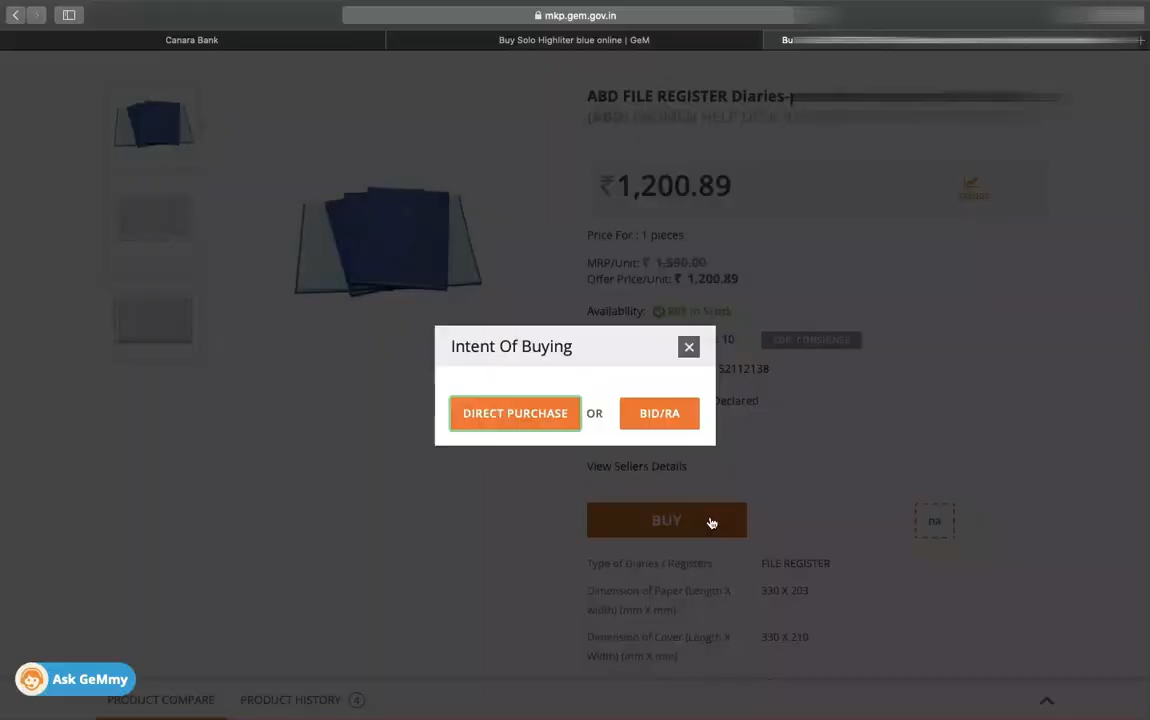 mkp.gem.gov.in
Canara Bank
Buy Solo Highliter blue online | GeM
Bu
ABD FILE REGISTER Diaries-
₹1,200.89
Price For : 1 pieces
MRP/Unit: ₹ 1,590.00
Offer Price/Unit: ₹ 1,200.89
Availability:
In Stock
10
52112138
Declared
Intent Of Buying
DIRECT PURCHASE OR BID/RA
View Sellers Details
BUY
na
Type of Diaries / Registers FILE REGISTER
Dimension of Paper (Length X width) (mm X mm) 330 X 203
Dimension of Cover (Length X Width) (mm X mm) 330 X 210
Ask GeMmy
PRODUCT COMPARE PRODUCT HISTORY 4